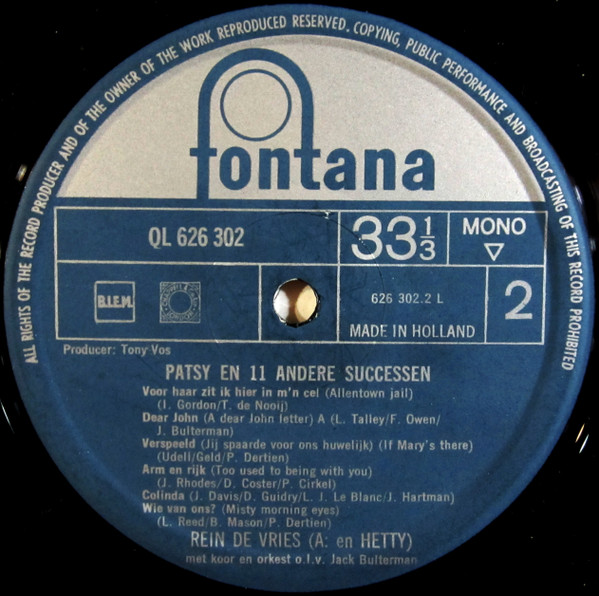 ALL RIGHTS OF THE RECORD PRODUCER AND OF THE OWNER OF THE WORK REPRODUCED RESERVED. COPYING, PUBLIC PERFORMANCE AND BROADCASTING OF THIS RECORD PROHIBITED
fontana
QL 626 302
33 1/3
MONO
B.I.E.M.
626 302.2 L
MADE IN HOLLAND
2
Producer: Tony Vos
PATSY EN 11 ANDERE SUCCESSEN
Voor haar zit ik hier in m'n cel (Allentown jail)
(I. Gordon/T. de Nooij)
Dear John (A dear John letter) A (L. Talley/F. Owen/
J. Bulterman)
Verspeeld (Jij spaarde voor ons huwelijk) (If Mary's there)
(Udell/Geld/P. Dertien)
Arm en rijk (Too used to being with you)
(J. Rhodes/D. Coster/P. Cirkel)
Colinda (J. Davis/D. Guidry/L. J. Le Blanc/J. Hartman)
Wie van ons? (Misty morning eyes)
(L. Reed/B. Mason/P. Dertien)
REIN DE VRIES (A: en HETTY)
met koor en orkest o.l.v. Jack Bulterman